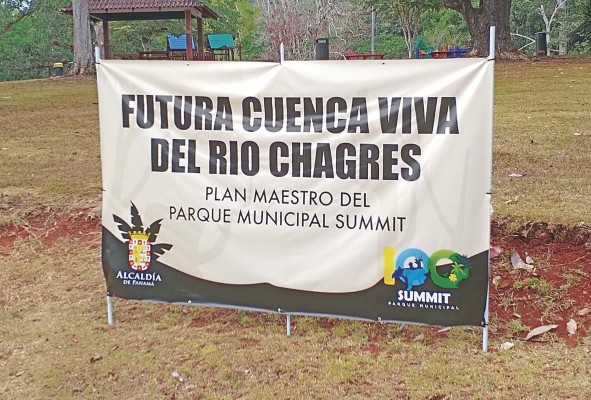 FUTURA CUENCA VIVA
DEL RIO CHAGRES
PLAN MAESTRO DEL
PARQUE MUNICIPAL SUMMIT
ALCALDÍA
DE PANAMÁ
100
SUMMIT
PARQUE MUNICIPAL